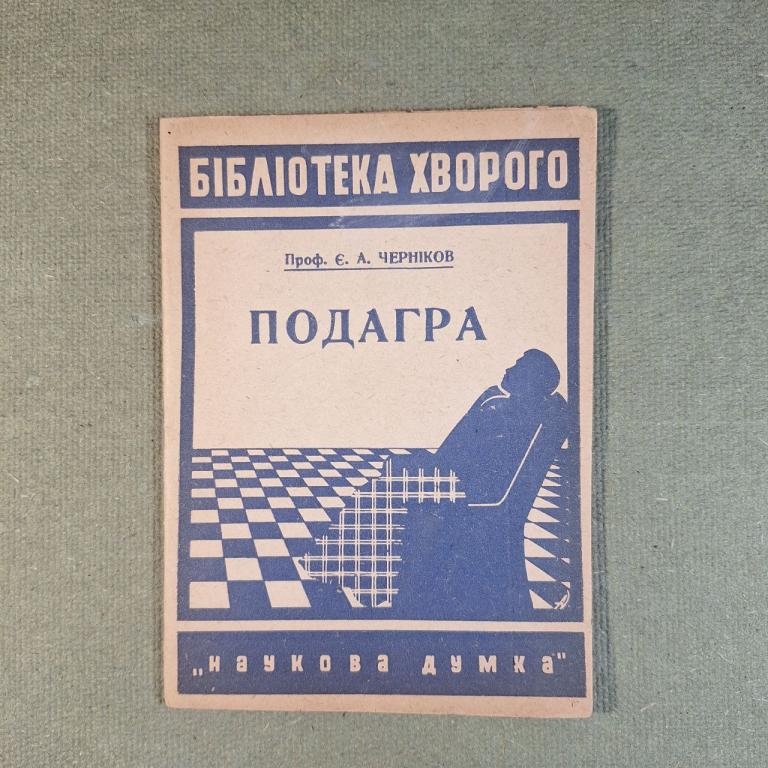 БІБЛІОТЕКА ХВОРОГО
Проф. Є. А. ЧЕРНІКОВ
ПОДАГРА
„НАУКОВА ДУМКА"